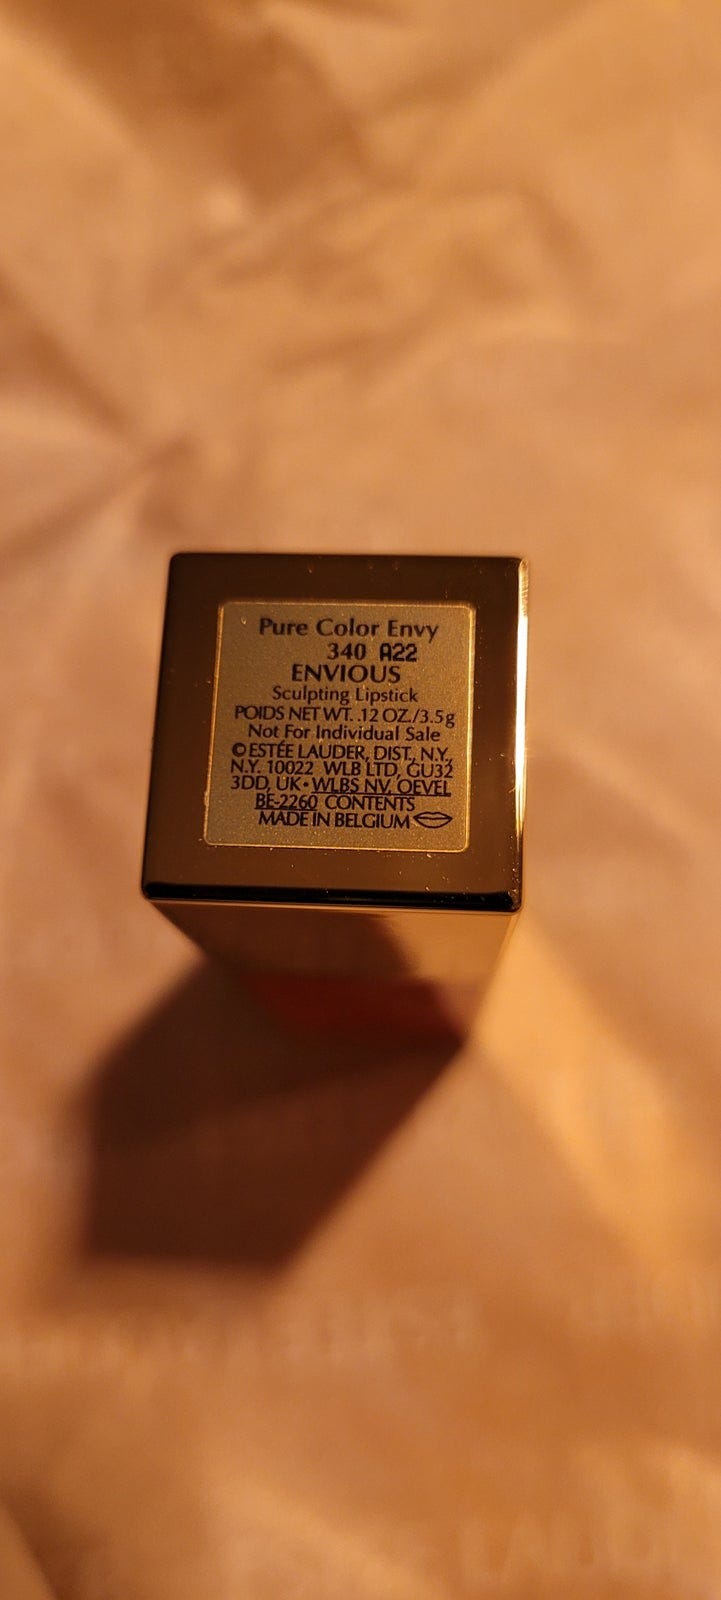 Pure Color Envy
340 A22
ENVIOUS
Sculpting Lipstick
POIDS NET WT. .12 OZ./3.5g
Not For Individual Sale
© ESTÉE LAUDER, DIST., N.Y.,
N.Y. 10022 WLB LTD, GU32
3DD, UK • WLBS NV, OEVEL
BE-2260 CONTENTS
MADE IN BELGIUM